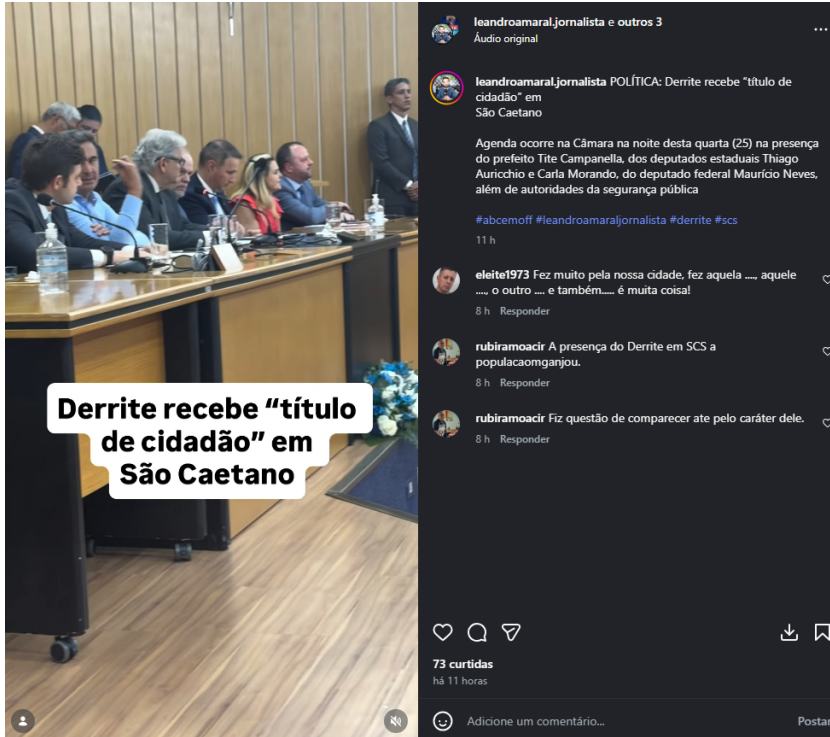 Derrite recebe “título
de cidadão” em
São Caetano
leandroamaral.jornalista e outros 3
Áudio original
leandroamaral.jornalista POLÍTICA: Derrite recebe “título de
cidadão” em
São Caetano
Agenda ocorre na Câmara na noite desta quarta (25) na presença
do prefeito Tite Campanella, dos deputados estaduais Thiago
Auricchio e Carla Morando, do deputado federal Maurício Neves,
além de autoridades da segurança pública
#abcemoff #leandroamaraljornalista #derrite #scs
11 h
eleite1973 Fez muito pela nossa cidade, fez aquela ...., aquele
...., o outro .... e também..... é muita coisa!
8 h Responder
rubiramoacir A presença do Derrite em SCS a
populacaomganjou.
8 h Responder
rubiramoacir Fiz questão de comparecer ate pelo caráter dele.
8 h Responder
73 curtidas
há 11 horas
Adicione um comentário...
Postar